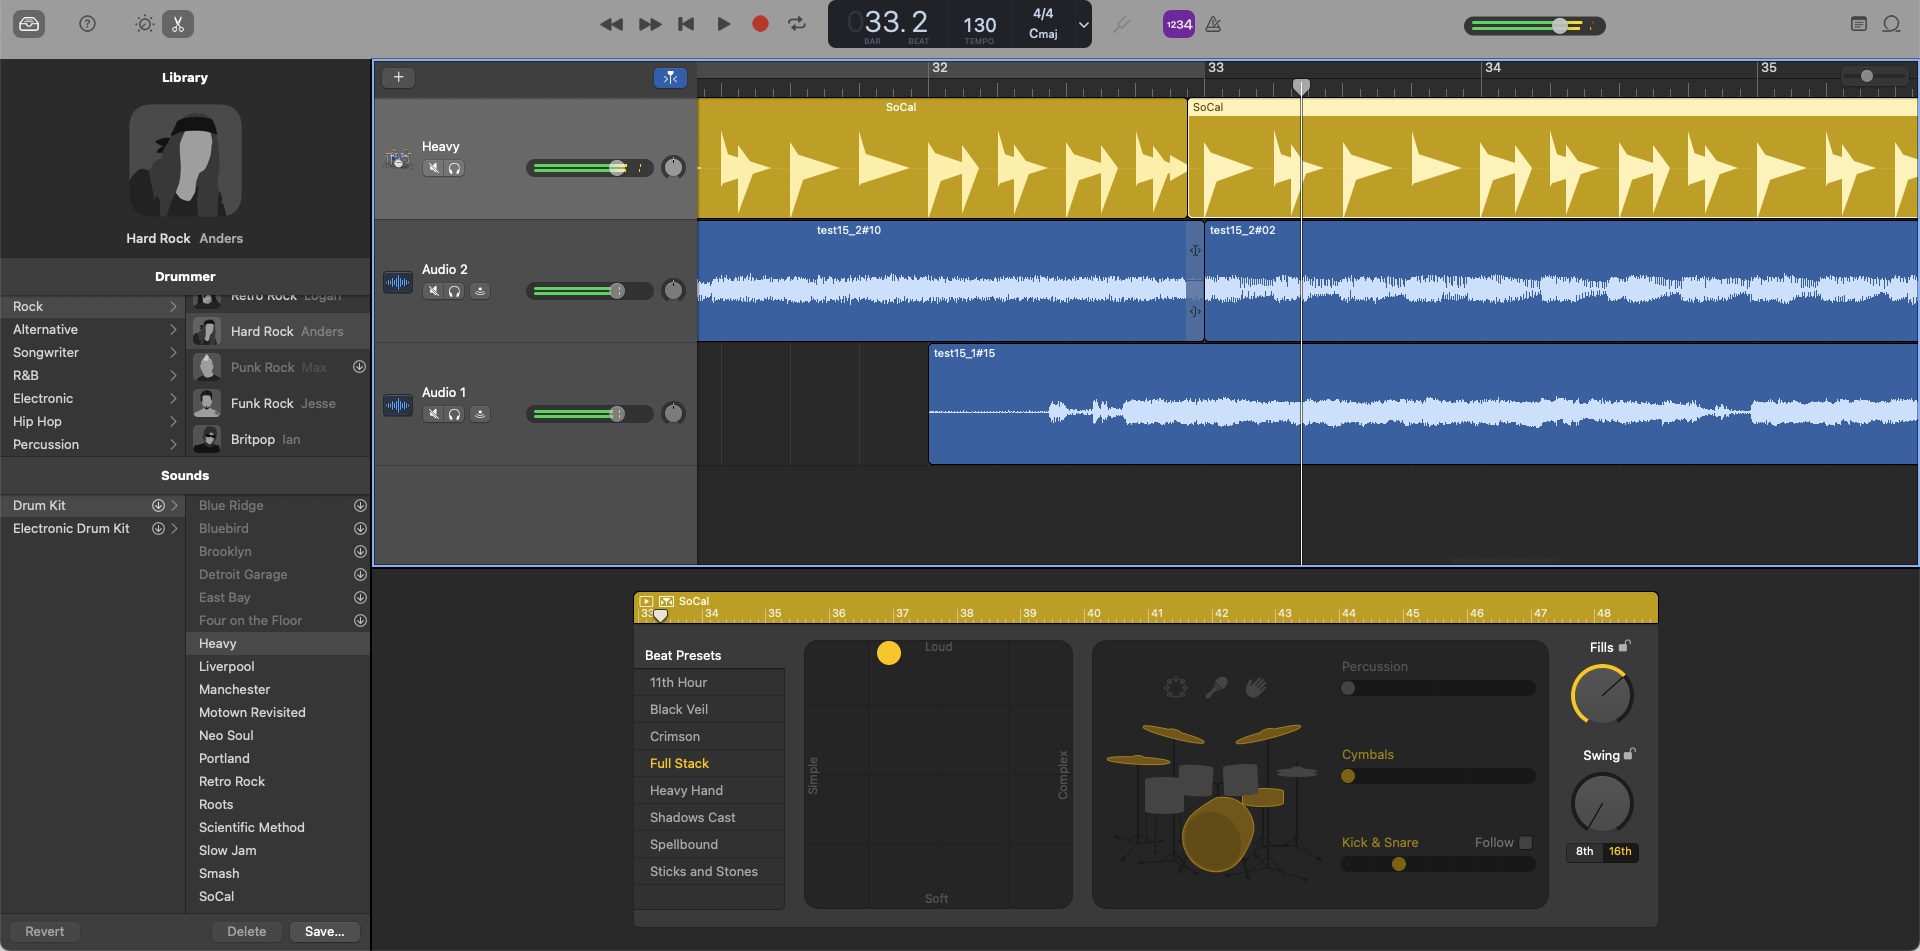 033.2
BAR
BEAT
130
TEMPO
4/4
Cmaj
1234
Library
Hard Rock Anders
Drummer
Rock
Alternative
Songwriter
R&B
Electronic
Hip Hop
Percussion
Retro Rock Logan
Hard Rock Anders
Punk Rock Max
Funk Rock Jesse
Britpop Ian
Sounds
Drum Kit
Electronic Drum Kit
Blue Ridge
Bluebird
Brooklyn
Detroit Garage
East Bay
Four on the Floor
Heavy
Liverpool
Manchester
Motown Revisited
Neo Soul
Portland
Retro Rock
Roots
Scientific Method
Slow Jam
Smash
SoCal
Revert
Delete
Save...
32
33
34
35
Heavy
SoCal
SoCal
Audio 2
test15_2#10
test15_2#02
Audio 1
test15_1#15
SoCal
33 34 35 36 37 38 39 40 41 42 43 44 45 46 47 48
Beat Presets
11th Hour
Black Veil
Crimson
Full Stack
Heavy Hand
Shadows Cast
Spellbound
Sticks and Stones
Loud
Simple
Complex
Soft
Percussion
Cymbals
Kick & Snare
Follow
Fills
Swing
8th
16th